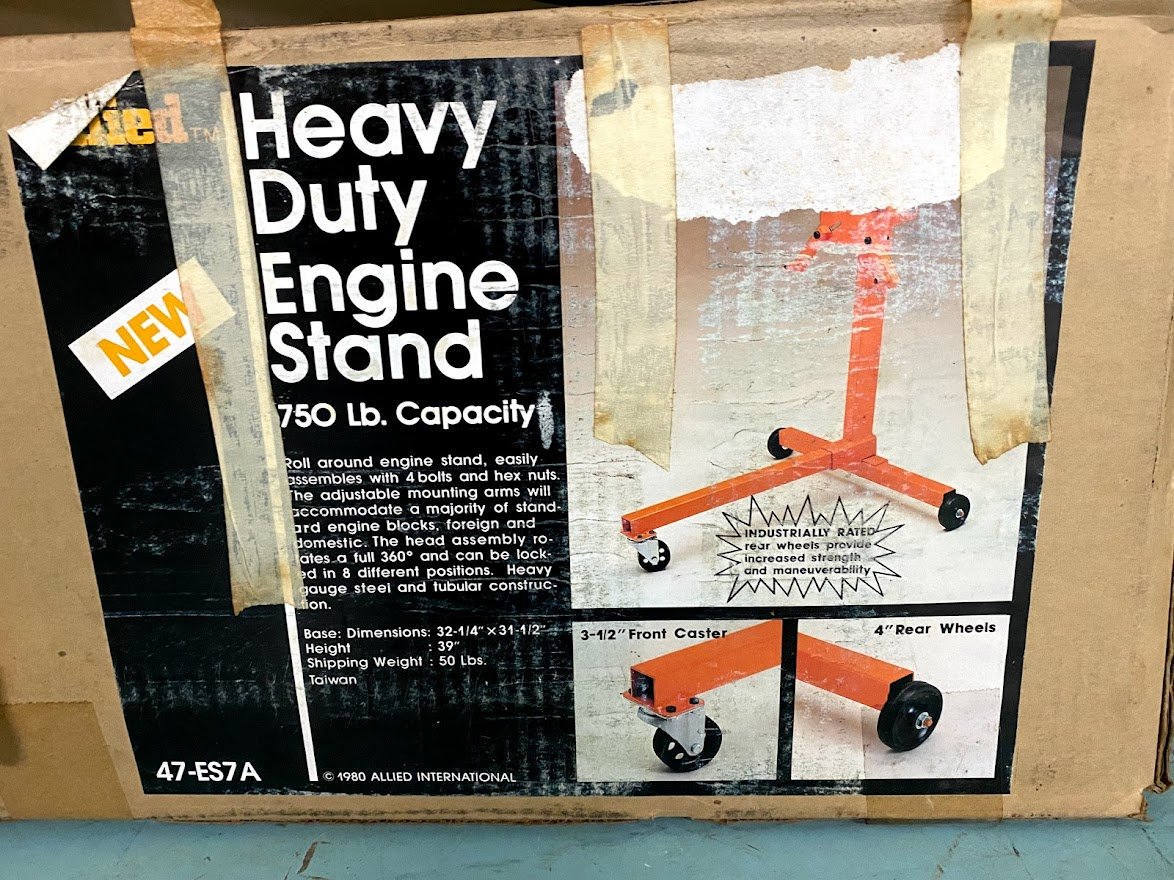 Allied™
Heavy
Duty
Engine
Stand
NEW
750 Lb. Capacity
Roll around engine stand, easily
assembles with 4 bolts and hex nuts.
The adjustable mounting arms will
accommodate a majority of stand-
ard engine blocks, foreign and
domestic. The head assembly ro-
tates a full 360° and can be lock-
ed in 8 different positions. Heavy
gauge steel and tubular construc-
tion.
Base: Dimensions: 32-1/4" × 31-1/2"
Height : 39"
Shipping Weight : 50 Lbs.
Taiwan
47-ES7A
© 1980 ALLIED INTERNATIONAL
INDUSTRIALLY RATED
rear wheels provide
increased strength
and maneuverability
3-1/2" Front Caster
4" Rear Wheels